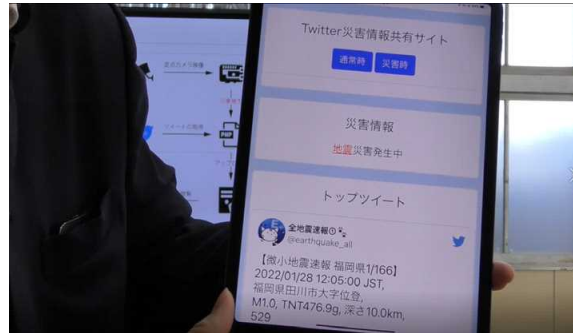 Twitter災害情報共有サイト
通常時 災害時
災害情報
地震災害発生中
トップツイート
全地震速報
@earthquake_all
【微小地震速報 福岡県1/166】
2022/01/28 12:05:00 JST,
福岡県田川市大字位登,
M1.0, TNT476.9g, 深さ10.0km,
529
PHP